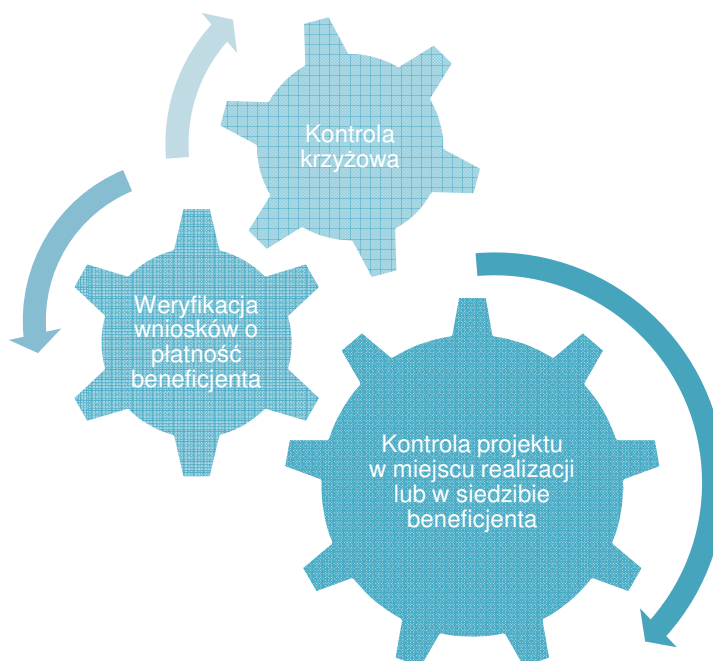 Kontrola
krzyżowa
Weryfikacja
wniosków o
płatność
beneficjenta
Kontrola projektu
w miejscu realizacji
lub w siedzibie
beneficjenta